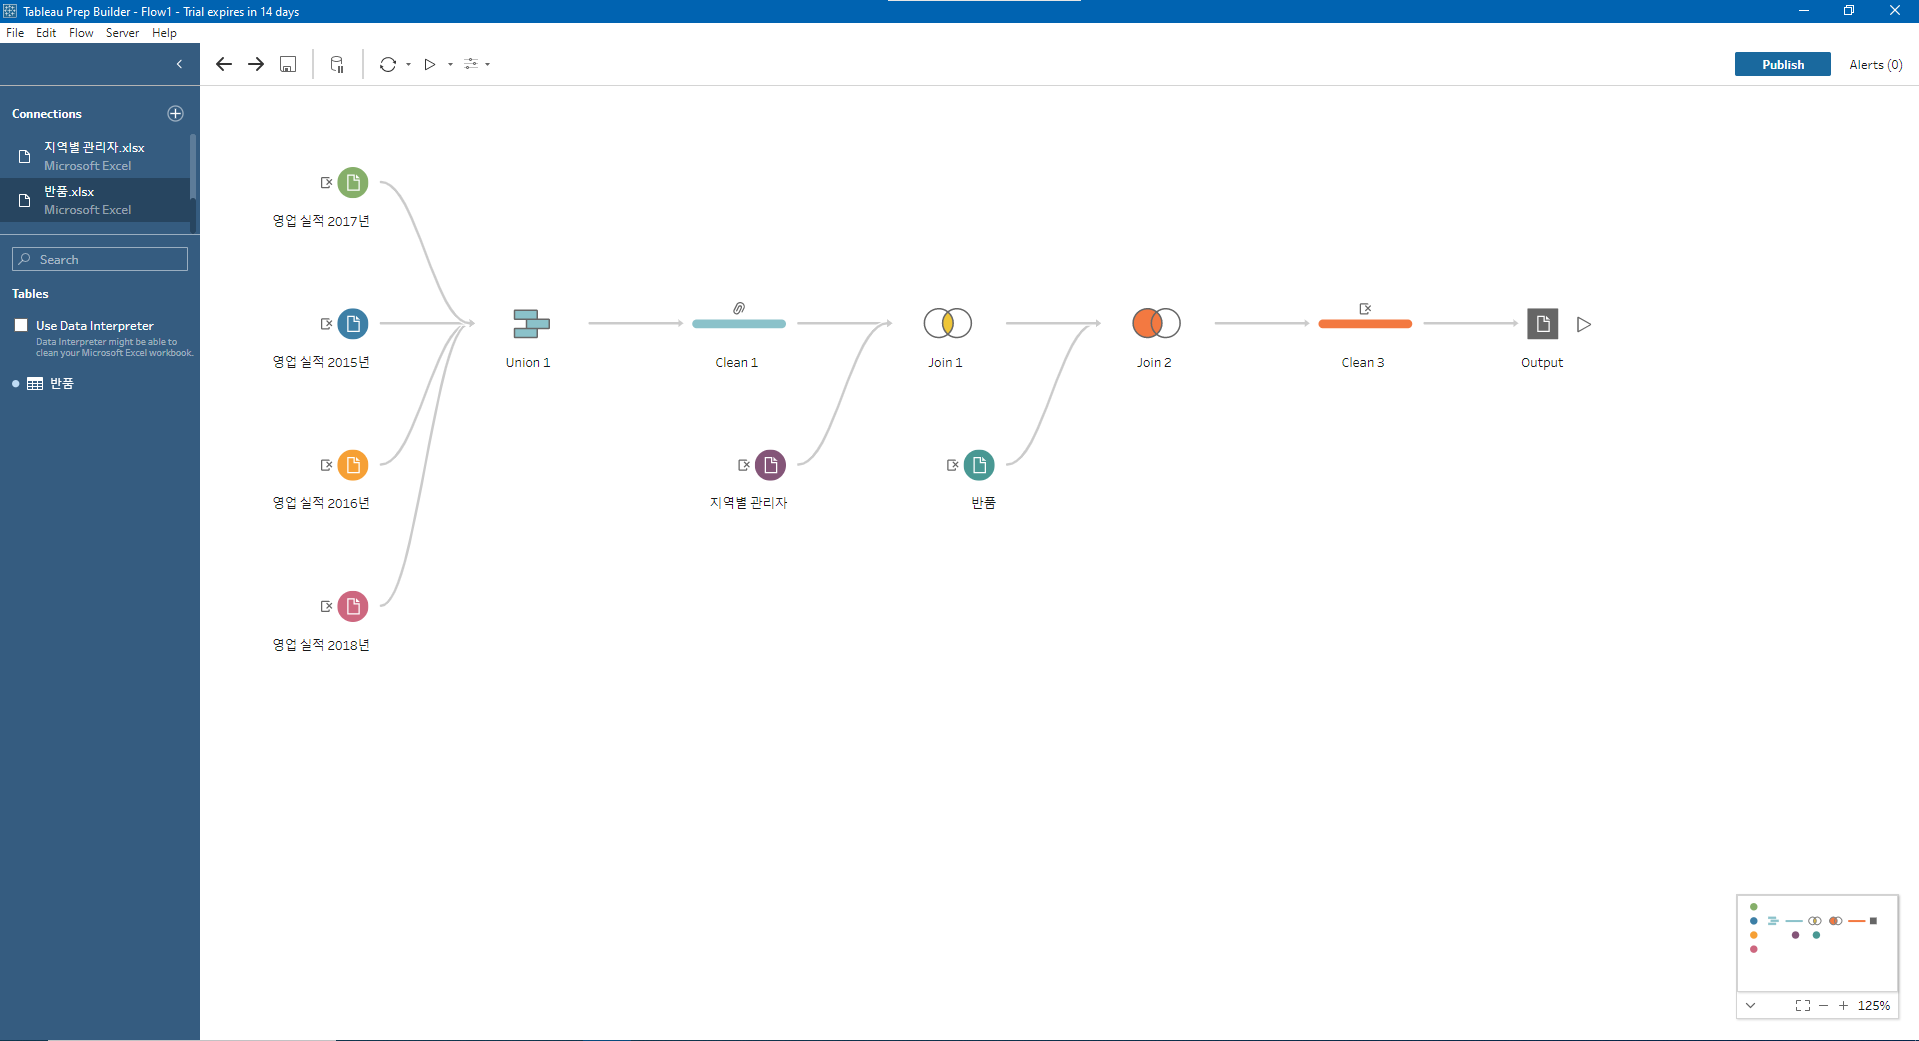 Tableau Prep Builder - Flow1 - Trial expires in 14 days
File Edit Flow Server Help
Publish Alerts (0)
Connections
지역별 관리자.xlsx
Microsoft Excel
반품.xlsx
Microsoft Excel
Search
Tables
Use Data Interpreter
Data Interpreter might be able to
clean your Microsoft Excel workbook.
반품
영업 실적 2017년
영업 실적 2015년
Union 1
Clean 1
Join 1
Join 2
Clean 3
Output
영업 실적 2016년
지역별 관리자
반품
영업 실적 2018년
125%